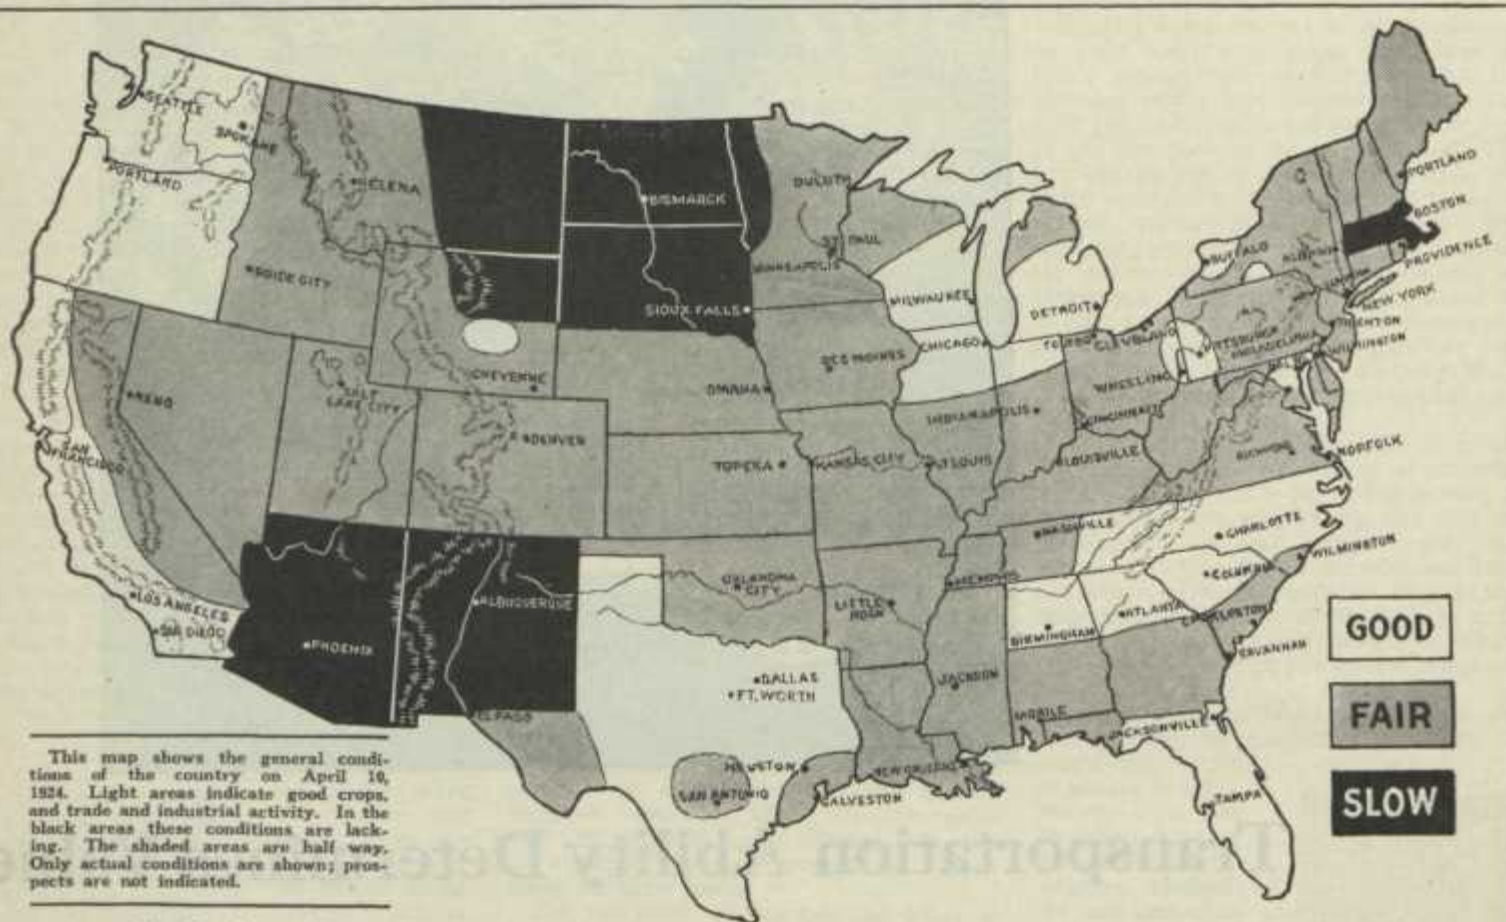 SEATTLE
SPOKANE
PORTLAND
HELENA
BISMARCK
DULUTH
ST. PAUL
MINNEAPOLIS
PORTLAND
BOSTON
PROVIDENCE
BUFFALO
ALBANY
NEW YORK
TRENTON
WILMINGTON
BOISE CITY
SIOUX FALLS
MILWAUKEE
DETROIT
CHICAGO
TOLEDO
CLEVELAND
PITTSBURGH
PHILADELPHIA
WHEELING
CHEYENNE
DES MOINES
OMAHA
RENO
SALT
LAKE CITY
DENVER
INDIANAPOLIS
CINCINNATI
SAN
FRANCISCO
TOPEKA
KANSAS CITY
ST LOUIS
LOUISVILLE
RICHMOND
NORFOLK
NASHVILLE
CHARLOTTE
WILMINGTON
LOS ANGELES
SAN DIEGO
PHOENIX
ALBUQUERQUE
OKLAHOMA
CITY
MEMPHIS
LITTLE
ROCK
COLUMBIA
ATLANTA
CHARLESTON
BIRMINGHAM
SAVANNAH
DALLAS
FT. WORTH
JACKSON
EL PASO
MOBILE
JACKSONVILLE
HOUSTON
NEW ORLEANS
SAN ANTONIO
GALVESTON
TAMPA
GOOD
FAIR
SLOW
This map shows the general condi-
tions of the country on April 10,
1924. Light areas indicate good crops,
and trade and industrial activity. In the
black areas these conditions are lack-
ing. The shaded areas are half way.
Only actual conditions are shown; pros-
pects are not indicated.